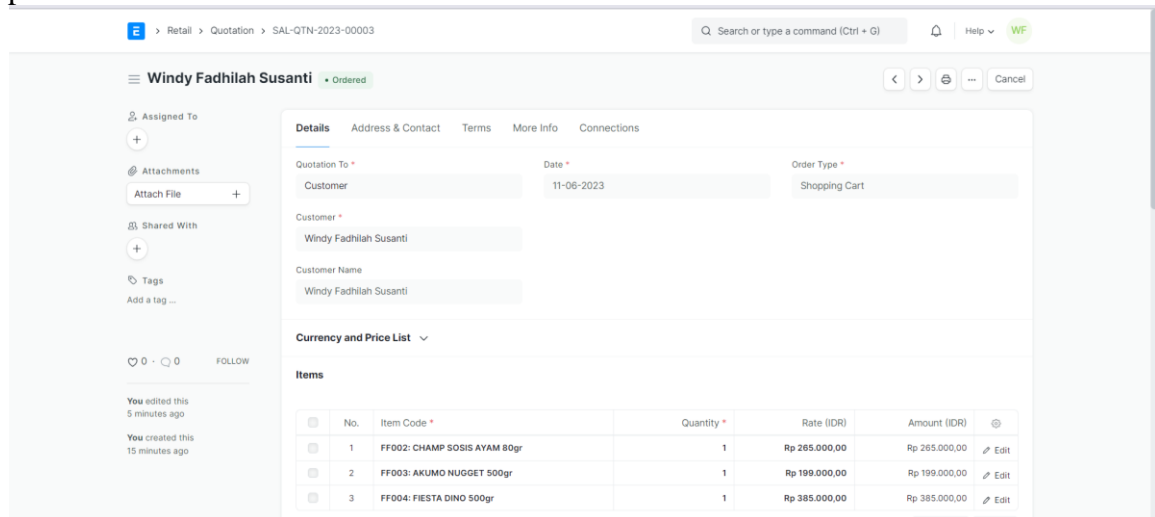 E > Retail > Quotation > SAL-QTN-2023-00003 Search or type a command (Ctrl + G) Help WF
Windy Fadhilah Susanti • Ordered ... Cancel
Assigned To
+
Attachments
Attach File +
Shared With
+
Tags
Add a tag ...
0 · 0 FOLLOW
You edited this
5 minutes ago
You created this
15 minutes ago
Details Address & Contact Terms More Info Connections
Quotation To * Date * Order Type *
Customer 11-06-2023 Shopping Cart
Customer *
Windy Fadhilah Susanti
Customer Name
Windy Fadhilah Susanti
Currency and Price List
Items
No. Item Code * Quantity * Rate (IDR) Amount (IDR)
1 FF002: CHAMP SOSIS AYAM 80gr 1 Rp 265.000,00 Rp 265.000,00 Edit
2 FF003: AKUMO NUGGET 500gr 1 Rp 199.000,00 Rp 199.000,00 Edit
3 FF004: FIESTA DINO 500gr 1 Rp 385.000,00 Rp 385.000,00 Edit